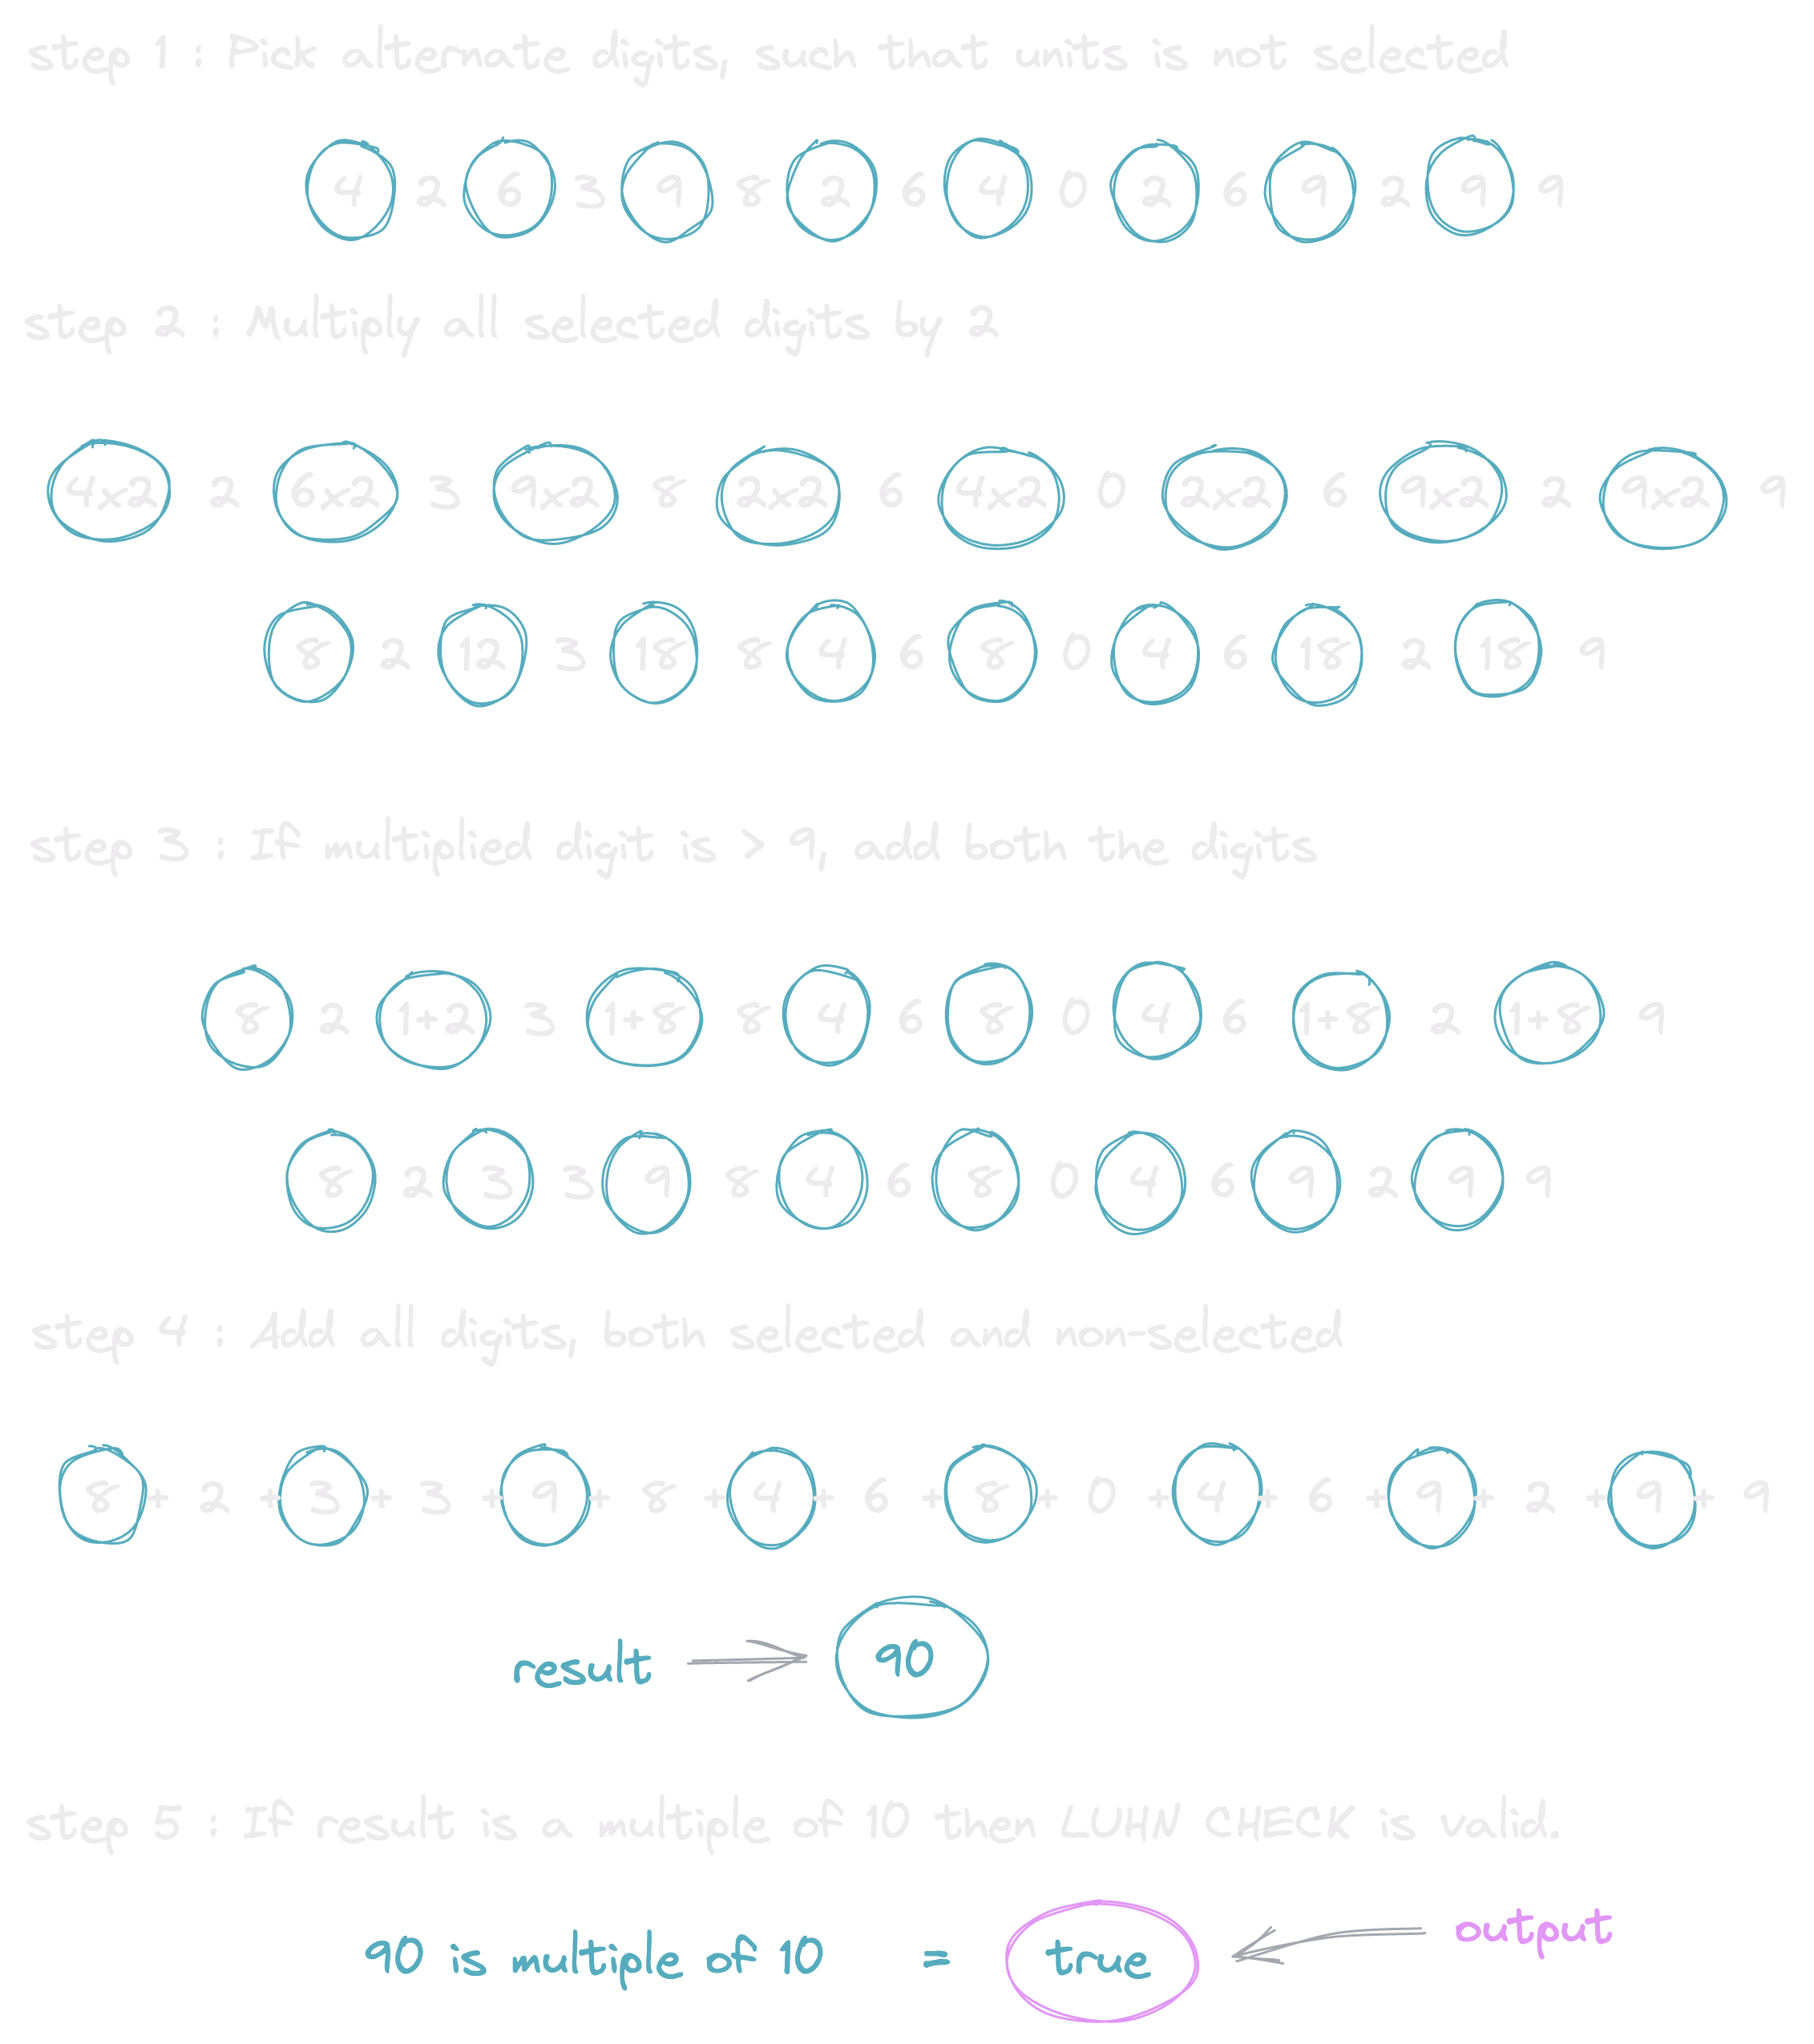 step 1 : Pick alternate digits, such that units is not selected
4 2 6 3 9 8 2 6 4 0 2 6 9 2 9 9
step 2 : Multiply all selected digits by 2
4x2 2 6x2 3 9x2 8 2x2 6 4x2 0 2x2 6 9x2 2 9x2 9
8 2 12 3 18 8 4 6 8 0 4 6 18 2 18 9
step 3 : If multiplied digit is > 9, add both the digits
8 2 1+2 3 1+8 8 4 6 8 0 4 6 1+8 2 1+8 9
8 2 3 3 9 8 4 6 8 0 4 6 9 2 9 9
step 4 : Add all digits, both selected and non-selected
8 + 2 + 3 + 3 + 9 + 8 + 4 + 6 + 8 + 0 + 4 + 6 + 9 + 2 + 9 + 9
result 90
step 5 : If result is a multiple of 10 then LUHN CHECK is valid.
90 is multiple of 10 = true output